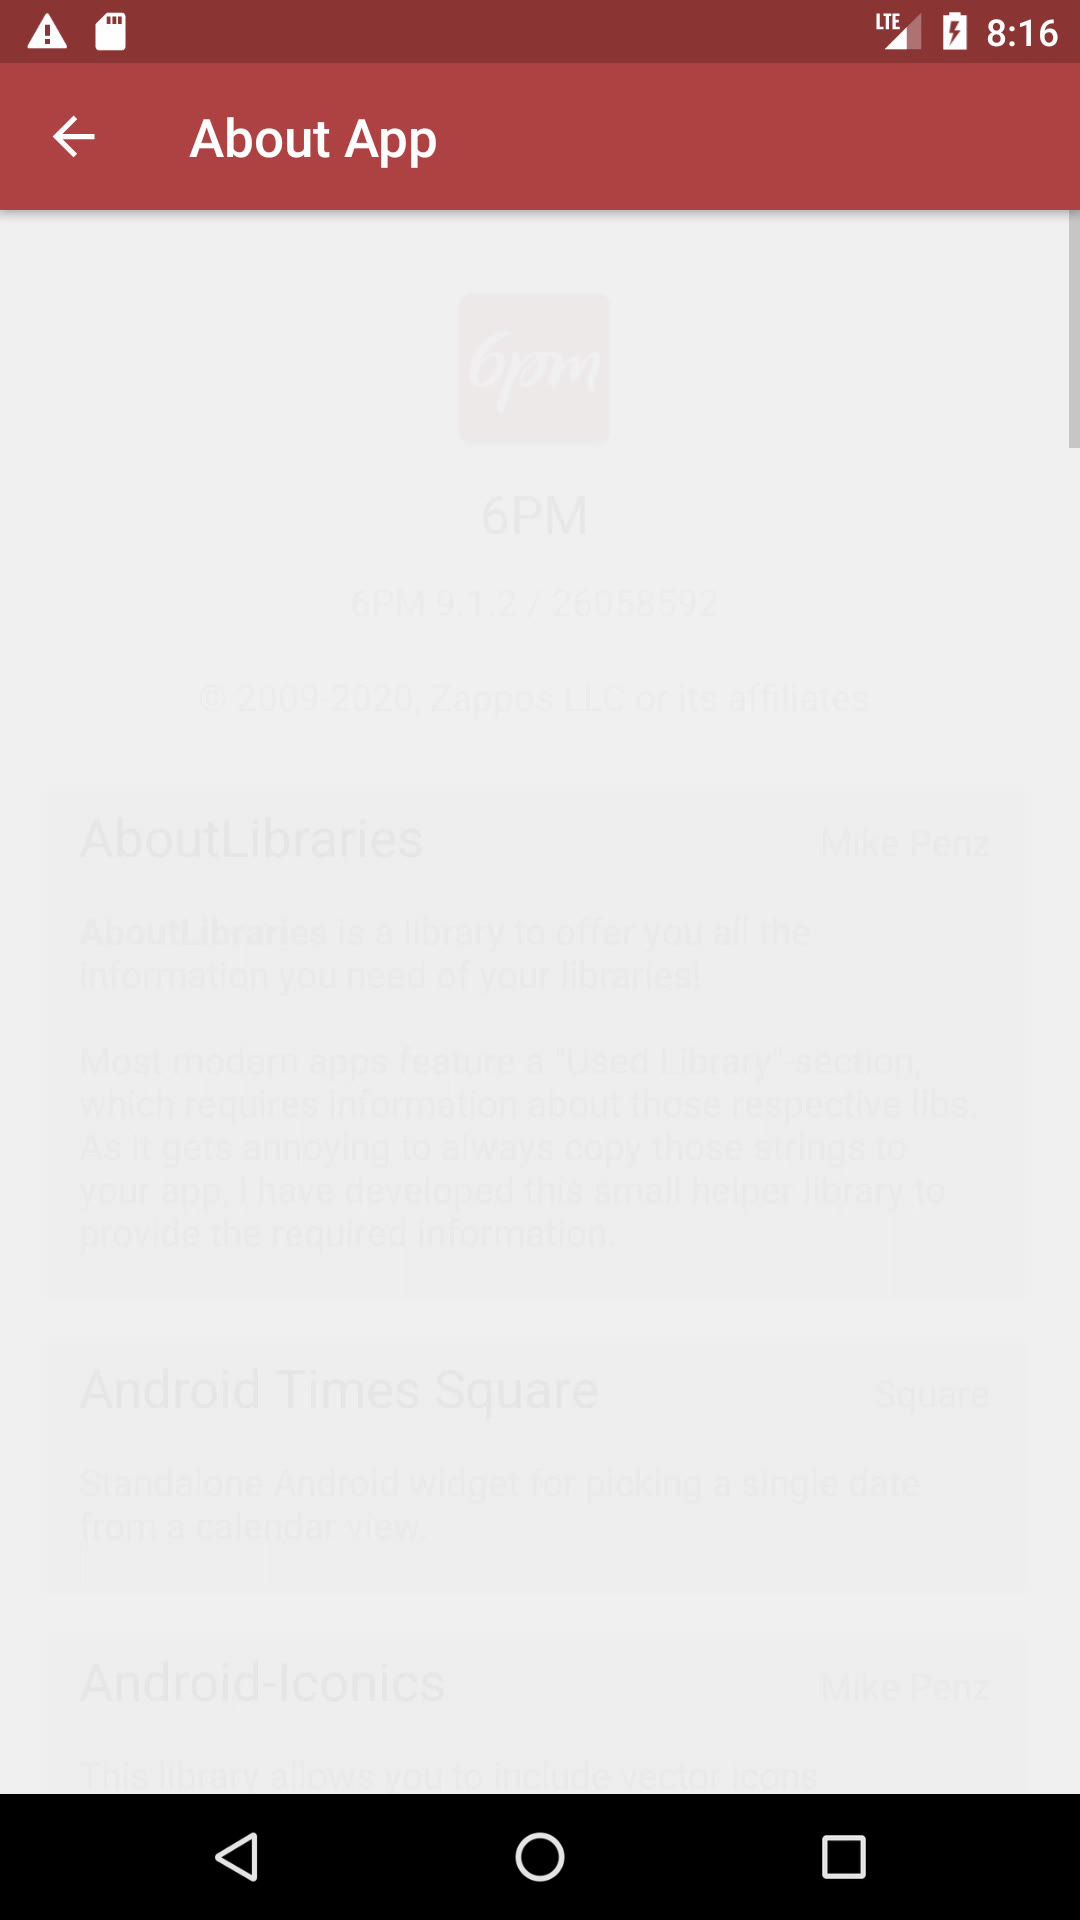 LTE 8:16
About App
6pm
6PM
6PM 9.1.2 / 26058592
© 2009-2020, Zappos LLC or its affiliates
AboutLibraries Mike Penz
AboutLibraries is a library to offer you all the
information you need of your libraries!
Most modern apps feature a "Used Library"-section,
which requires information about those respective libs.
As it gets annoying to always copy those strings to
your app, I have developed this small helper library to
provide the required information.
Android Times Square Square
Standalone Android widget for picking a single date
from a calendar view.
Android-Iconics Mike Penz
This library allows you to include vector icons